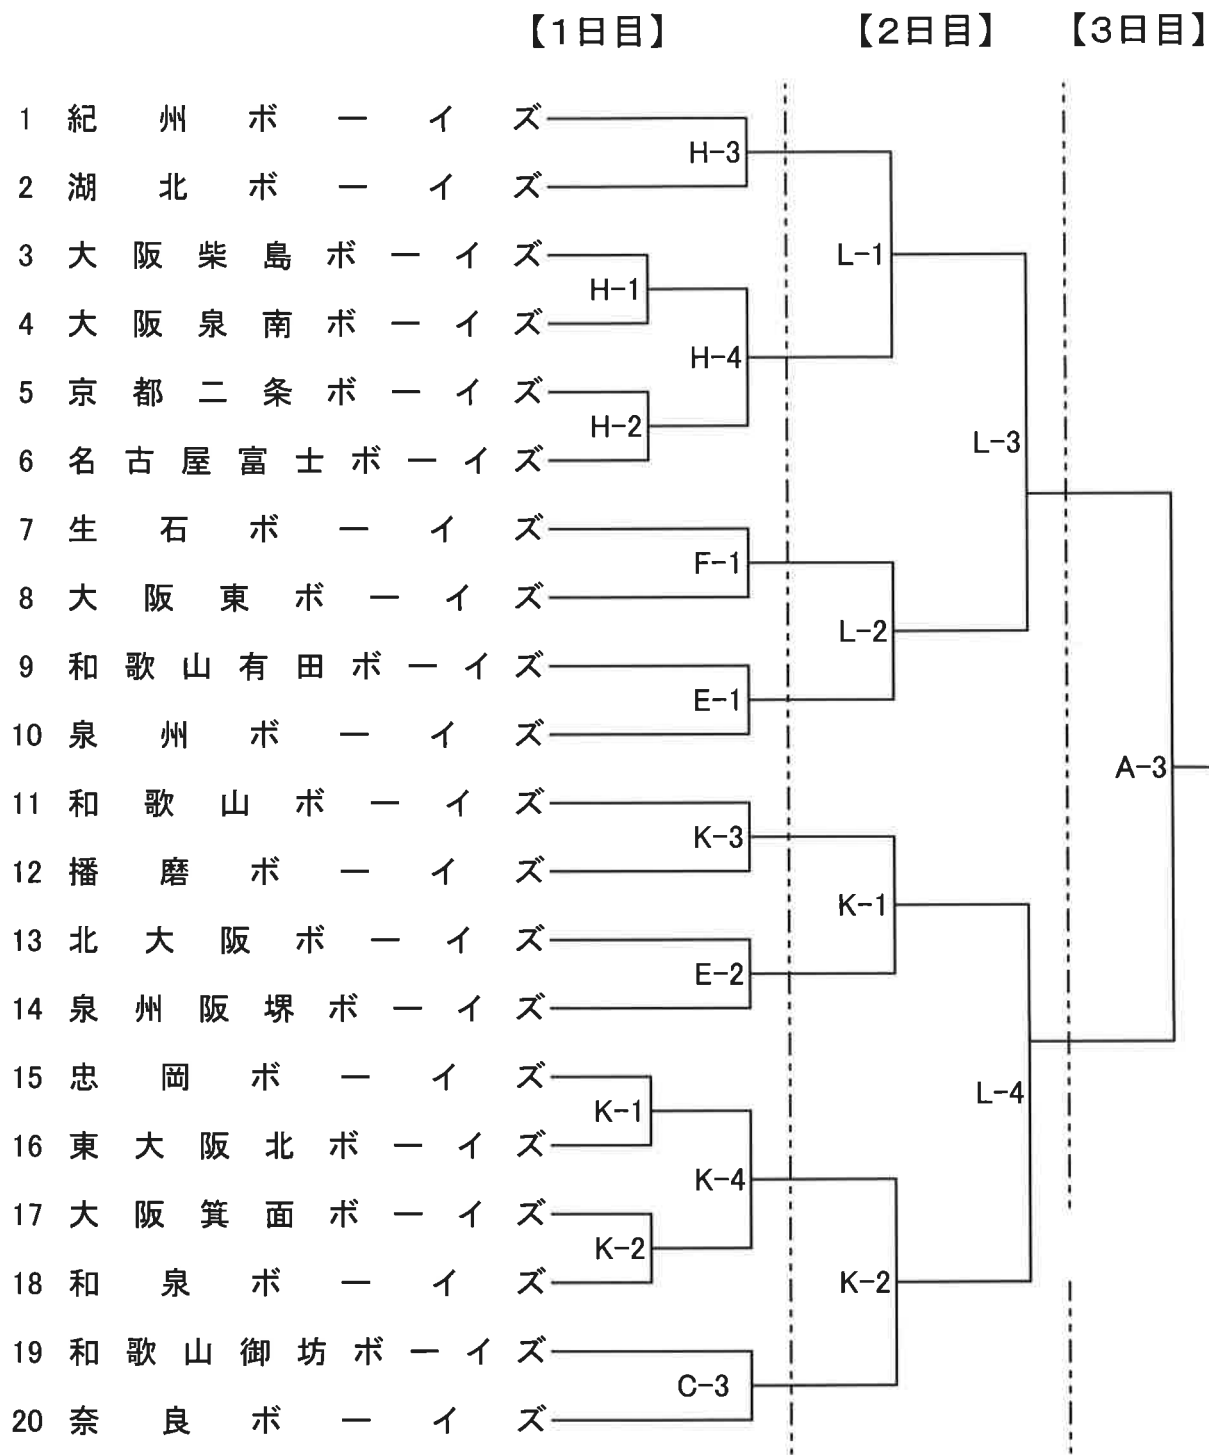 【1日目】 【2日目】 【3日目】
1 紀州ボーイズ
H-3
2 湖北ボーイズ
3 大阪柴島ボーイズ
L-1
H-1
4 大阪泉南ボーイズ
H-4
5 京都二条ボーイズ
H-2
L-3
6 名古屋富士ボーイズ
7 生石ボーイズ
F-1
8 大阪東ボーイズ
L-2
9 和歌山有田ボーイズ
E-1
10 泉州ボーイズ
A-3
11 和歌山ボーイズ
K-3
12 播磨ボーイズ
K-1
13 北大阪ボーイズ
E-2
14 泉州阪堺ボーイズ
15 忠岡ボーイズ
L-4
K-1
16 東大阪北ボーイズ
K-4
17 大阪箕面ボーイズ
K-2
18 和泉ボーイズ
K-2
19 和歌山御坊ボーイズ
C-3
20 奈良ボーイズ